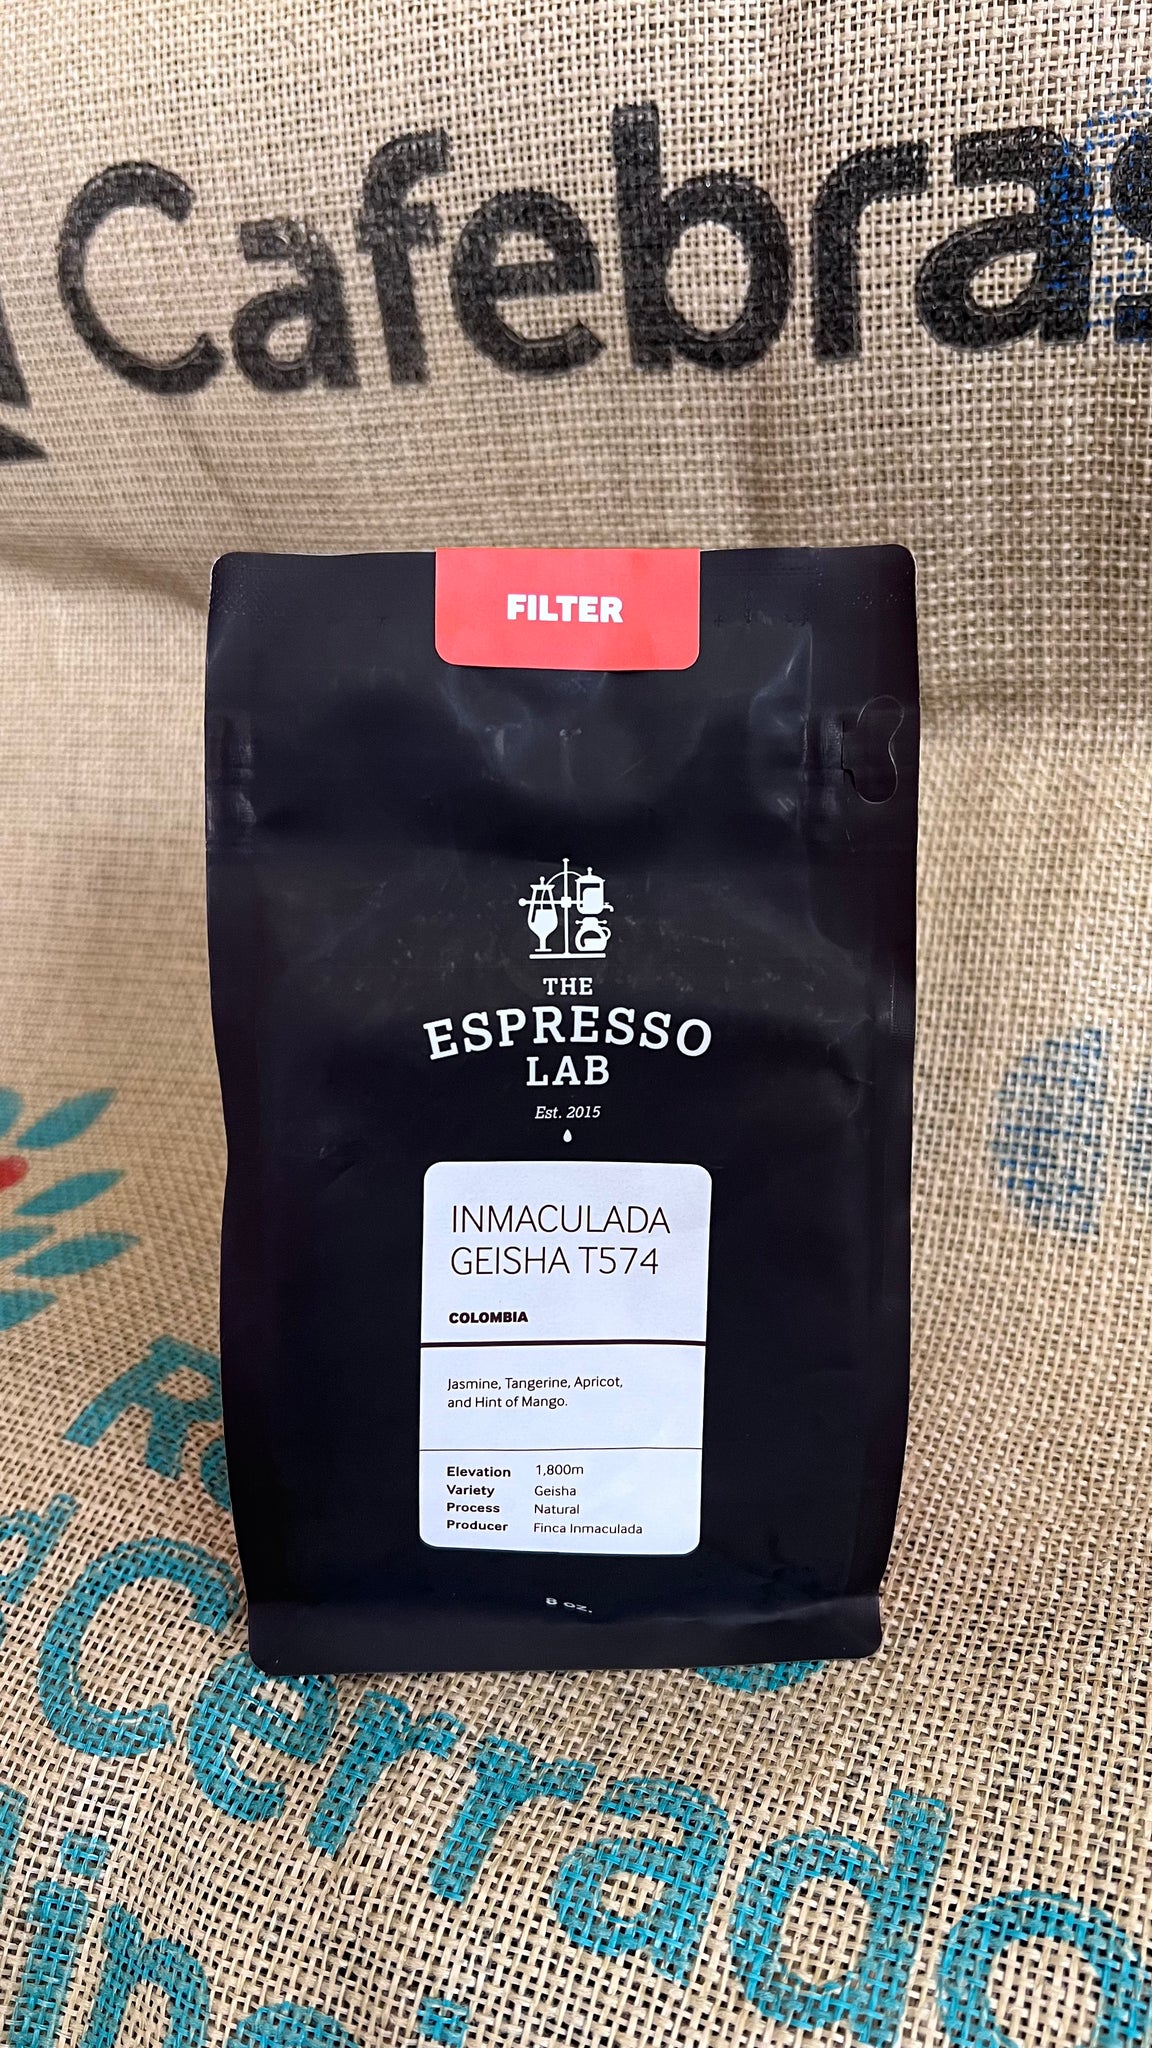 Cafebras
FILTER
THE
ESPRESSO
LAB
Est. 2015
INMACULADA
GEISHA T574
COLOMBIA
Jasmine, Tangerine, Apricot,
and Hint of Mango.
Elevation 1,800m
Variety Geisha
Process Natural
Producer Finca Inmaculada
8 oz.
Cerrado